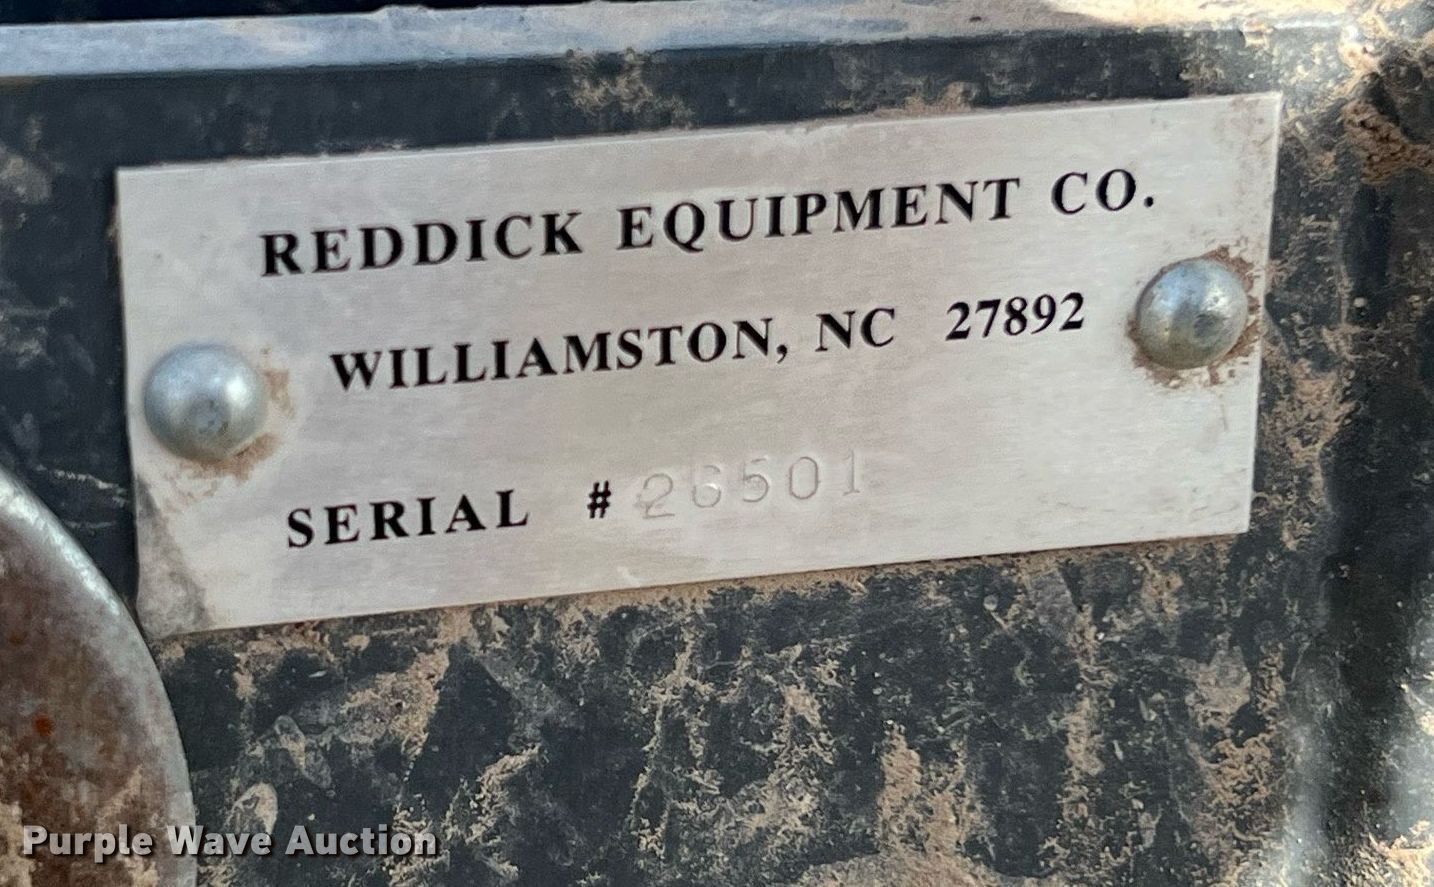 REDDICK EQUIPMENT CO.
WILLIAMSTON, NC 27892
SERIAL # 26501
Purple Wave Auction